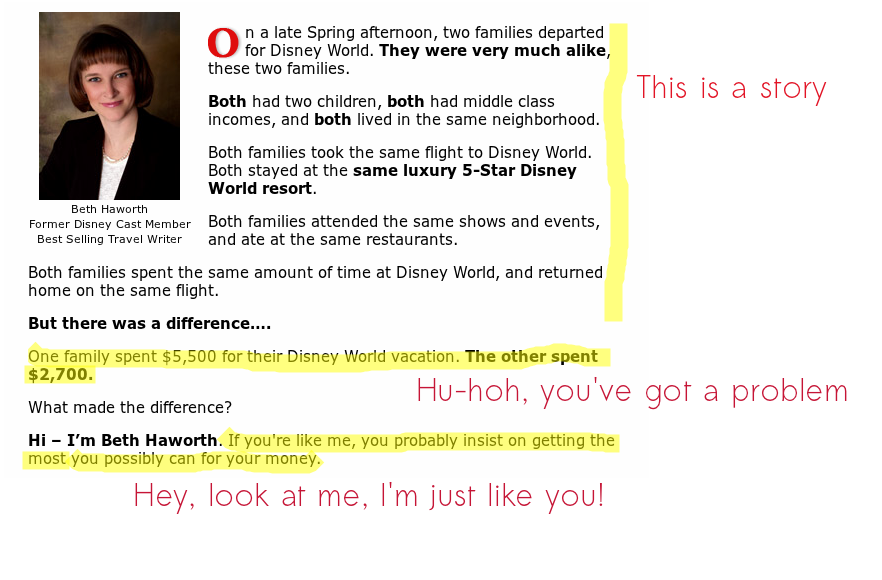 On a late Spring afternoon, two families departed
for Disney World. They were very much alike,
these two families.
This is a story
Both had two children, both had middle class
incomes, and both lived in the same neighborhood.
Both families took the same flight to Disney World.
Both stayed at the same luxury 5-Star Disney
World resort.
Beth Haworth
Former Disney Cast Member
Best Selling Travel Writer
Both families attended the same shows and events,
and ate at the same restaurants.
Both families spent the same amount of time at Disney World, and returned
home on the same flight.
But there was a difference....
One family spent $5,500 for their Disney World vacation. The other spent
$2,700.
Hu-hoh, you've got a problem
What made the difference?
Hi – I’m Beth Haworth. If you're like me, you probably insist on getting the
most you possibly can for your money.
Hey, look at me, I'm just like you!